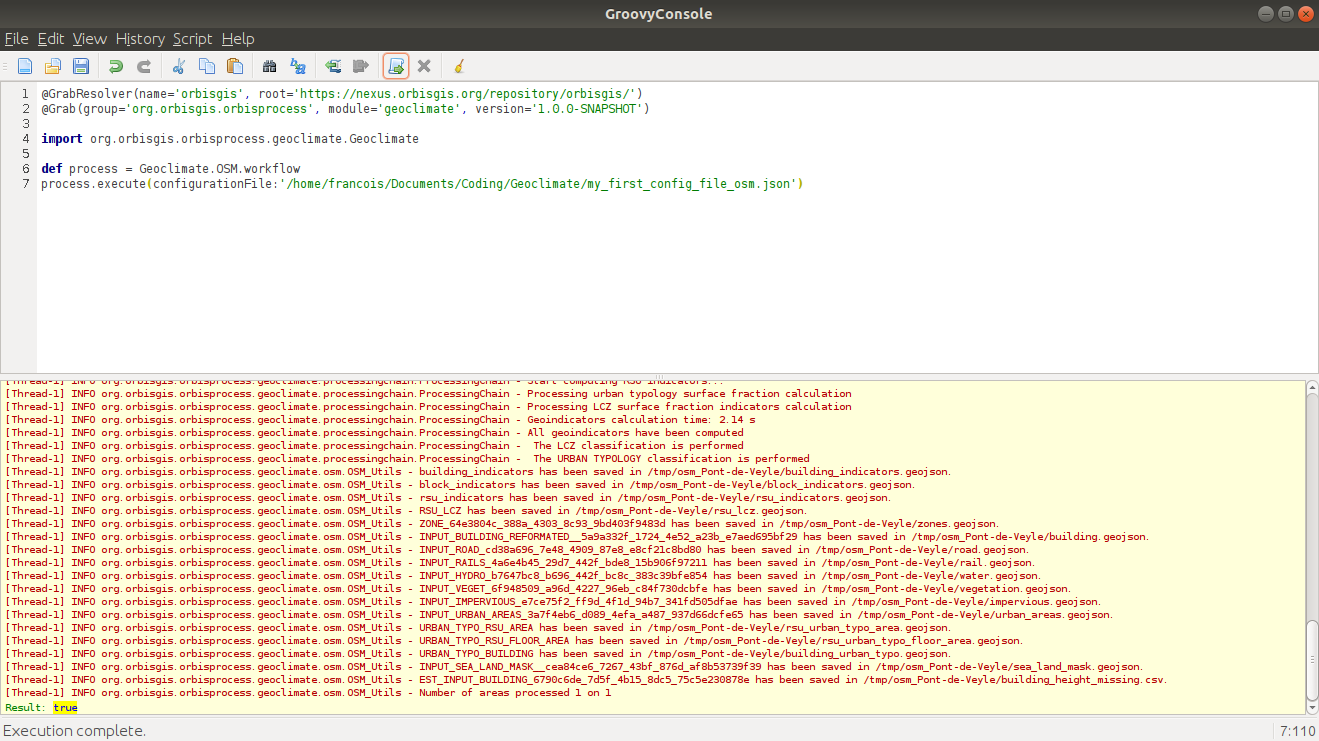 GroovyConsole
File Edit View History Script Help
1 @GrabResolver(name='orbisgis', root='https://nexus.orbisgis.org/repository/orbisgis/')
2 @Grab(group='org.orbisgis.orbisprocess', module='geoclimate', version='1.0.0-SNAPSHOT')
3
4 import org.orbisgis.orbisprocess.geoclimate.Geoclimate
5
6 def process = Geoclimate.OSM.workflow
7 process.execute(configurationFile:'/home/francois/Documents/Coding/Geoclimate/my_first_config_file_osm.json')
[Thread-1] INFO org.orbisgis.orbisprocess.geoclimate.processingchain.ProcessingChain - Start computing RSU indicators...
[Thread-1] INFO org.orbisgis.orbisprocess.geoclimate.processingchain.ProcessingChain - Processing urban typology surface fraction calculation
[Thread-1] INFO org.orbisgis.orbisprocess.geoclimate.processingchain.ProcessingChain - Processing LCZ surface fraction indicators calculation
[Thread-1] INFO org.orbisgis.orbisprocess.geoclimate.processingchain.ProcessingChain - Geoindicators calculation time: 2.14 s
[Thread-1] INFO org.orbisgis.orbisprocess.geoclimate.processingchain.ProcessingChain - All geoindicators have been computed
[Thread-1] INFO org.orbisgis.orbisprocess.geoclimate.processingchain.ProcessingChain - The LCZ classification is performed
[Thread-1] INFO org.orbisgis.orbisprocess.geoclimate.processingchain.ProcessingChain - The URBAN TYPOLOGY classification is performed
[Thread-1] INFO org.orbisgis.orbisprocess.geoclimate.osm.OSM_Utils - building_indicators has been saved in /tmp/osm_Pont-de-Veyle/building_indicators.geojson.
[Thread-1] INFO org.orbisgis.orbisprocess.geoclimate.osm.OSM_Utils - block_indicators has been saved in /tmp/osm_Pont-de-Veyle/block_indicators.geojson.
[Thread-1] INFO org.orbisgis.orbisprocess.geoclimate.osm.OSM_Utils - rsu_indicators has been saved in /tmp/osm_Pont-de-Veyle/rsu_indicators.geojson.
[Thread-1] INFO org.orbisgis.orbisprocess.geoclimate.osm.OSM_Utils - RSU_LCZ has been saved in /tmp/osm_Pont-de-Veyle/rsu_lcz.geojson.
[Thread-1] INFO org.orbisgis.orbisprocess.geoclimate.osm.OSM_Utils - ZONE_64e3804c_388a_4303_8c93_9bd403f9483d has been saved in /tmp/osm_Pont-de-Veyle/zones.geojson.
[Thread-1] INFO org.orbisgis.orbisprocess.geoclimate.osm.OSM_Utils - INPUT_BUILDING_REFORMATED__5a9a332f_1724_4e52_a23b_e7aed695bf29 has been saved in /tmp/osm_Pont-de-Veyle/building.geojson.
[Thread-1] INFO org.orbisgis.orbisprocess.geoclimate.osm.OSM_Utils - INPUT_ROAD_cd38a696_7e48_4909_87e8_e8cf21c8bd80 has been saved in /tmp/osm_Pont-de-Veyle/road.geojson.
[Thread-1] INFO org.orbisgis.orbisprocess.geoclimate.osm.OSM_Utils - INPUT_RAILS_4a6e4b45_29d7_442f_bde8_15b906f97211 has been saved in /tmp/osm_Pont-de-Veyle/rail.geojson.
[Thread-1] INFO org.orbisgis.orbisprocess.geoclimate.osm.OSM_Utils - INPUT_HYDRO_b7647bc8_b696_442f_bc8c_383c39bfe854 has been saved in /tmp/osm_Pont-de-Veyle/water.geojson.
[Thread-1] INFO org.orbisgis.orbisprocess.geoclimate.osm.OSM_Utils - INPUT_VEGET_6f948509_a96d_4227_96eb_c84f730dcbfe has been saved in /tmp/osm_Pont-de-Veyle/vegetation.geojson.
[Thread-1] INFO org.orbisgis.orbisprocess.geoclimate.osm.OSM_Utils - INPUT_IMPERVIOUS_e7ce75f2_ff9d_4f1d_94b7_341fd505dfae has been saved in /tmp/osm_Pont-de-Veyle/impervious.geojson.
[Thread-1] INFO org.orbisgis.orbisprocess.geoclimate.osm.OSM_Utils - INPUT_URBAN_AREAS_3a7f4eb6_d089_4efa_a487_937d66dcfe65 has been saved in /tmp/osm_Pont-de-Veyle/urban_areas.geojson.
[Thread-1] INFO org.orbisgis.orbisprocess.geoclimate.osm.OSM_Utils - URBAN_TYPO_RSU_AREA has been saved in /tmp/osm_Pont-de-Veyle/rsu_urban_typo_area.geojson.
[Thread-1] INFO org.orbisgis.orbisprocess.geoclimate.osm.OSM_Utils - URBAN_TYPO_RSU_FLOOR_AREA has been saved in /tmp/osm_Pont-de-Veyle/rsu_urban_typo_floor_area.geojson.
[Thread-1] INFO org.orbisgis.orbisprocess.geoclimate.osm.OSM_Utils - URBAN_TYPO_BUILDING has been saved in /tmp/osm_Pont-de-Veyle/building_urban_typo.geojson.
[Thread-1] INFO org.orbisgis.orbisprocess.geoclimate.osm.OSM_Utils - INPUT_SEA_LAND_MASK__cea84ce6_7267_43bf_876d_af8b53739f39 has been saved in /tmp/osm_Pont-de-Veyle/sea_land_mask.geojson.
[Thread-1] INFO org.orbisgis.orbisprocess.geoclimate.osm.OSM_Utils - EST_INPUT_BUILDING_6790c6de_7d5f_4b15_8dc5_75c5e230878e has been saved in /tmp/osm_Pont-de-Veyle/building_height_missing.csv.
[Thread-1] INFO org.orbisgis.orbisprocess.geoclimate.osm.OSM_Utils - Number of areas processed 1 on 1
Result: true
Execution complete. 7:110